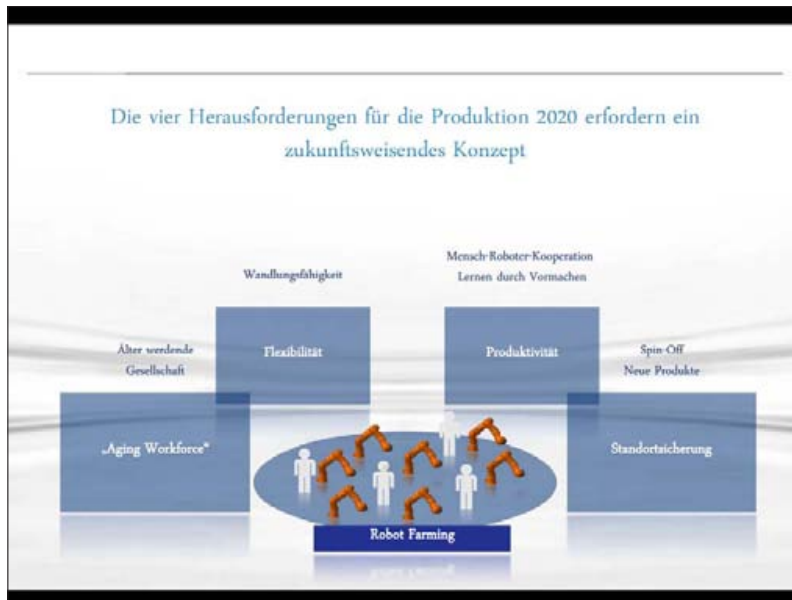 Die vier Herausforderungen für die Produktion 2020 erfordern ein
zukunftsweisendes Konzept
Mensch-Roboter-Kooperation
Lernen durch Vormachen
Wandlungsfähigkeit
Älter werdende
Gesellschaft
Flexibilität
Produktivität
Spin-Off
Neue Produkte
„Aging Workforce“
Standortsicherung
Robot Farming